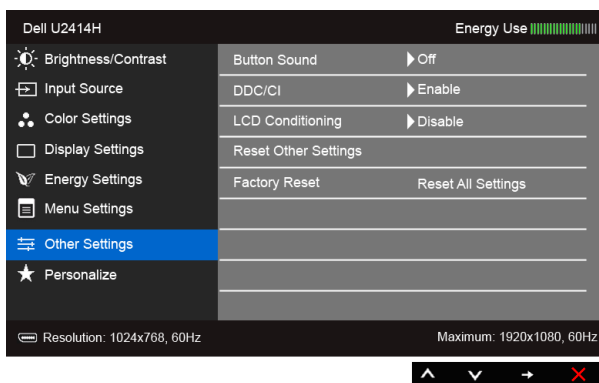 Dell U2414H Energy Use
Brightness/Contrast Button Sound Off
Input Source DDC/CI Enable
Color Settings LCD Conditioning Disable
Display Settings Reset Other Settings
Energy Settings Factory Reset Reset All Settings
Menu Settings
Other Settings
Personalize
Resolution: 1024x768, 60Hz Maximum: 1920x1080, 60Hz